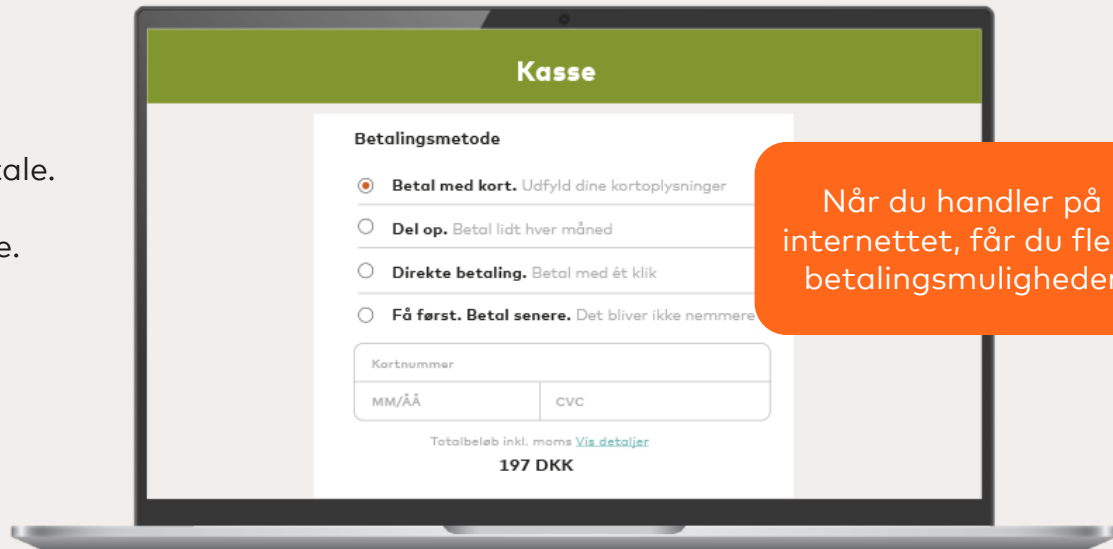 Kasse
Betalingsmetode
Betal med kort. Udfyld dine kortoplysninger
Del op. Betal lidt hver måned
Direkte betaling. Betal med ét klik
Få først. Betal senere. Det bliver ikke nemmere
Kortnummer
MM/ÅÅ
CVC
Totalbeløb inkl. moms Vis detaljer
197 DKK
Når du handler på
internettet, får du
betalingsmuligheder